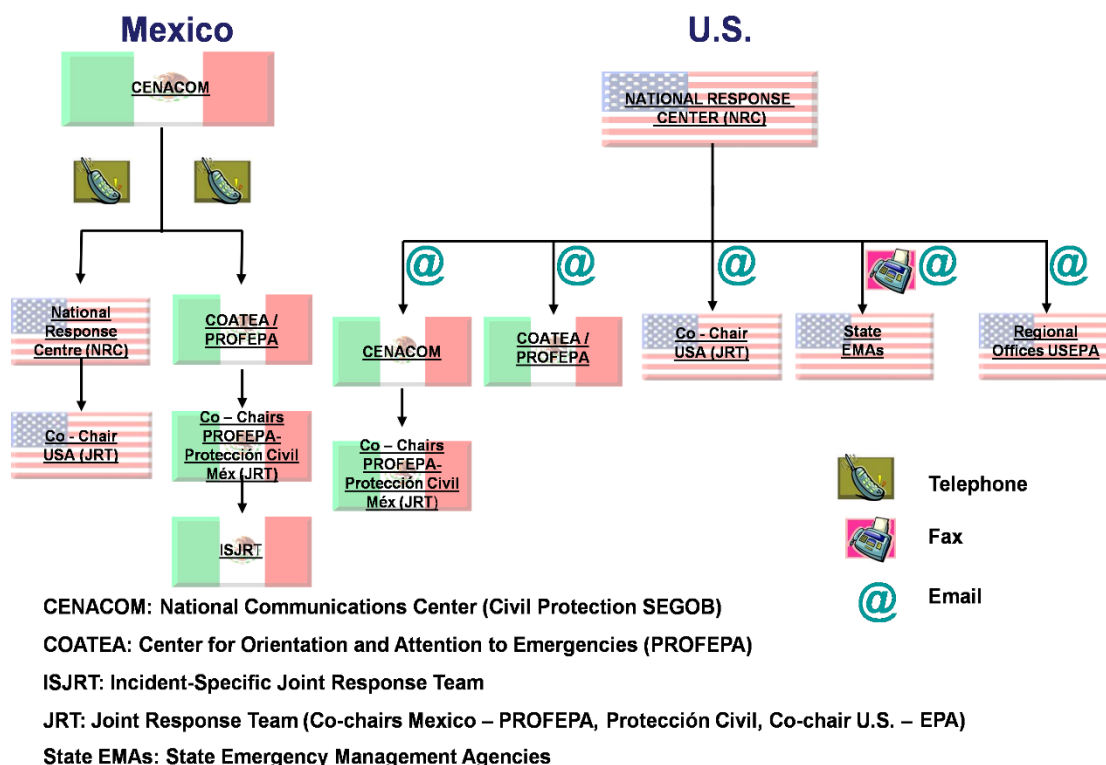 Mexico
U.S.
CENACOM
NATIONAL RESPONSE
CENTER (NRC)
@
@
@
@
@
National
Response
Centre (NRC)
COATEA /
PROFEPA
CENACOM
COATEA /
PROFEPA
Co - Chair
USA (JRT)
State
EMAs
Regional
Offices USEPA
Co - Chair
USA (JRT)
Co – Chairs
PROFEPA-
Protección Civil
Méx (JRT)
Co – Chairs
PROFEPA-
Protección Civil
Méx (JRT)
ISJRT
Telephone
Fax
@ Email
CENACOM: National Communications Center (Civil Protection SEGOB)
COATEA: Center for Orientation and Attention to Emergencies (PROFEPA)
ISJRT: Incident-Specific Joint Response Team
JRT: Joint Response Team (Co-chairs Mexico – PROFEPA, Protección Civil, Co-chair U.S. – EPA)
State EMAs: State Emergency Management Agencies